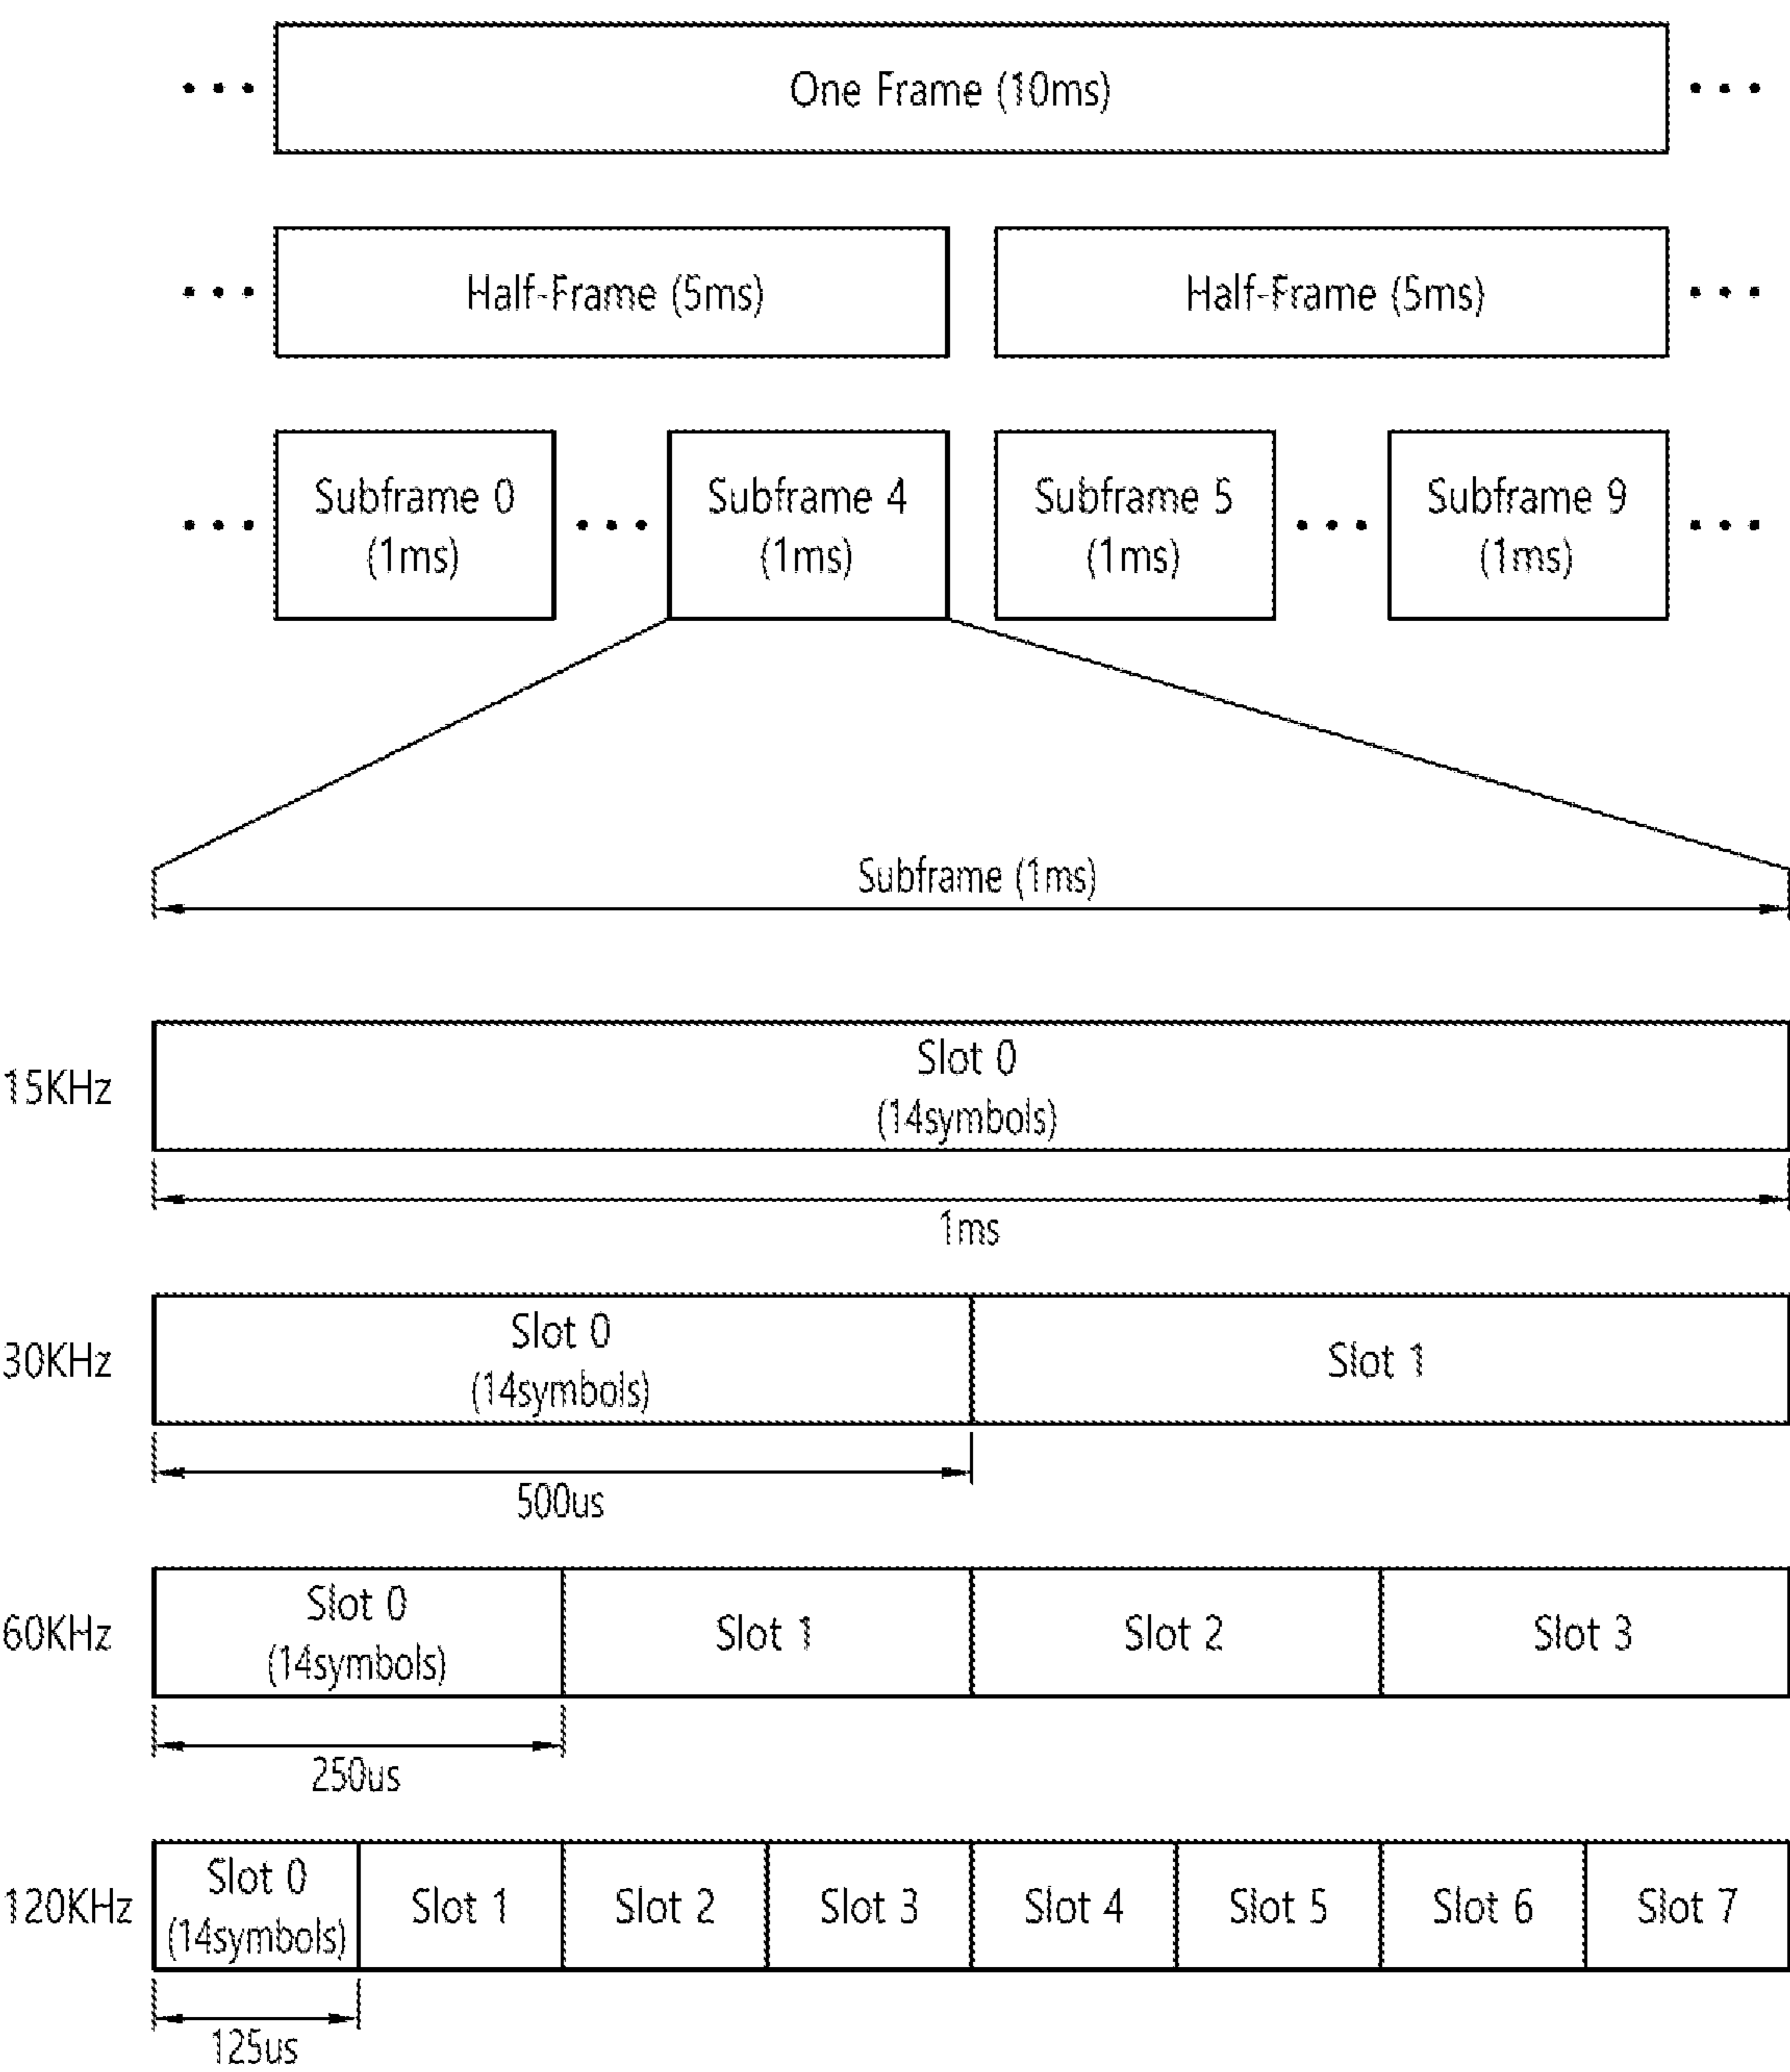 ... One Frame (10ms) ...
... Half-Frame (5ms) Half-Frame (5ms) ...
... Subframe 0 ... Subframe 4 Subframe 5 ... Subframe 9 ...
(1ms) (1ms) (1ms) (1ms)
Subframe (1ms)
15KHz Slot 0
(14symbols)
1ms
30KHz Slot 0 Slot 1
(14symbols)
500us
60KHz Slot 0 Slot 1 Slot 2 Slot 3
(14symbols)
250us
120KHz Slot 0 Slot 1 Slot 2 Slot 3 Slot 4 Slot 5 Slot 6 Slot 7
(14symbols)
125us